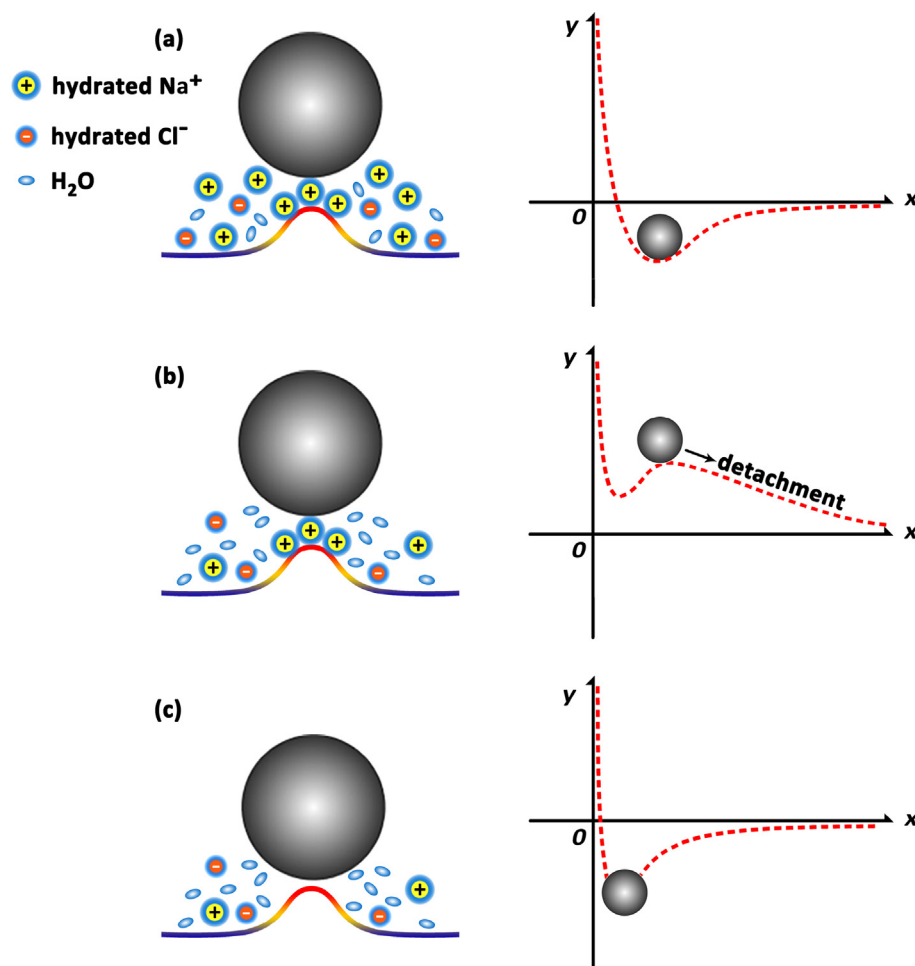 (a)
hydrated Na⁺
hydrated Cl⁻
H₂O
+ + + + + + + + +
− − − −
y
0
x
(b)
+ + + + +
− − −
y
detachment
0
x
(c)
− + − − +
y
0
x